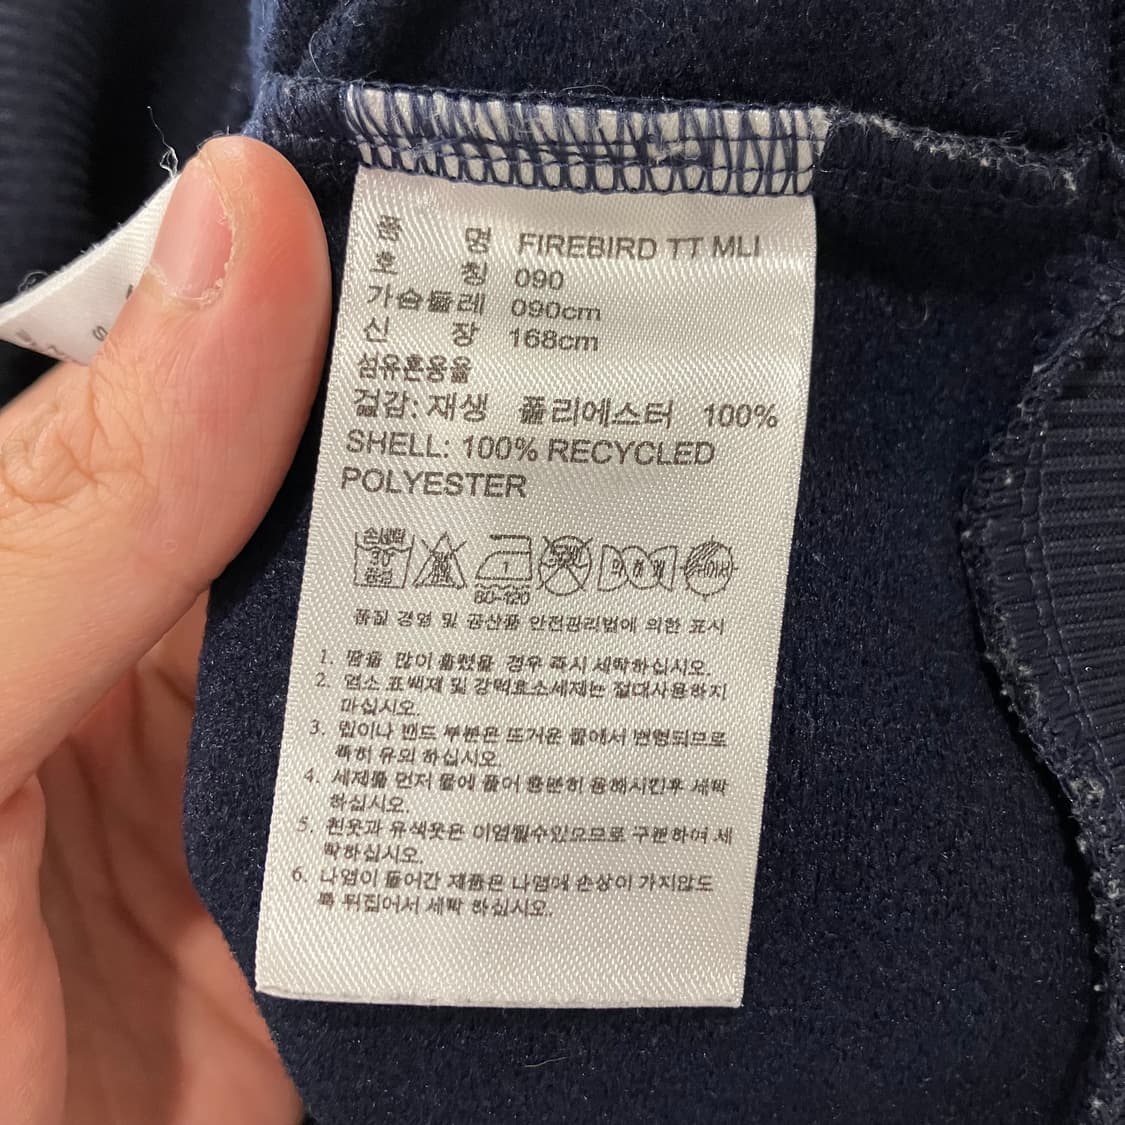 품 명 FIREBIRD TT MLI
호 칭 090
가슴둘레 090cm
신 장 168cm
섬유혼용율
겉감: 재생 폴리에스터 100%
SHELL: 100% RECYCLED
POLYESTER
손세탁
30°
중성
80-120
품질 경영 및 공산품 안전관리법에 의한 표시
1. 땀을 많이 흘렸을 경우 즉시 세탁하십시오.
2. 염소 표백제 및 강력효소세제는 절대사용하지
마십시오.
3. 립이나 밴드 부분은 뜨거운 물에서 변형되므로
특히 유의 하십시오.
4. 세제를 먼저 물에 풀어 충분히 용해시킨후 세탁
하십시오.
5. 흰옷과 유색옷은 이염될수있으므로 구분하여 세
탁하십시오.
6. 나염이 들어간 제품은 나염에 손상이 가지않도
록 뒤집어서 세탁 하십시오.